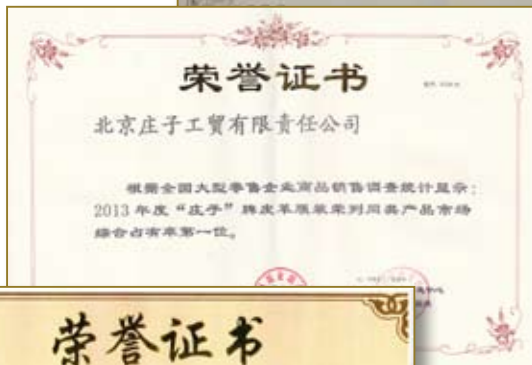 荣誉证书
北京庄子工贸有限责任公司
根据全国大型零售企业商品销售调查统计显示：
2013年度“庄子”牌皮革服装荣列同类产品市场
综合占有率第一位。
荣誉证书